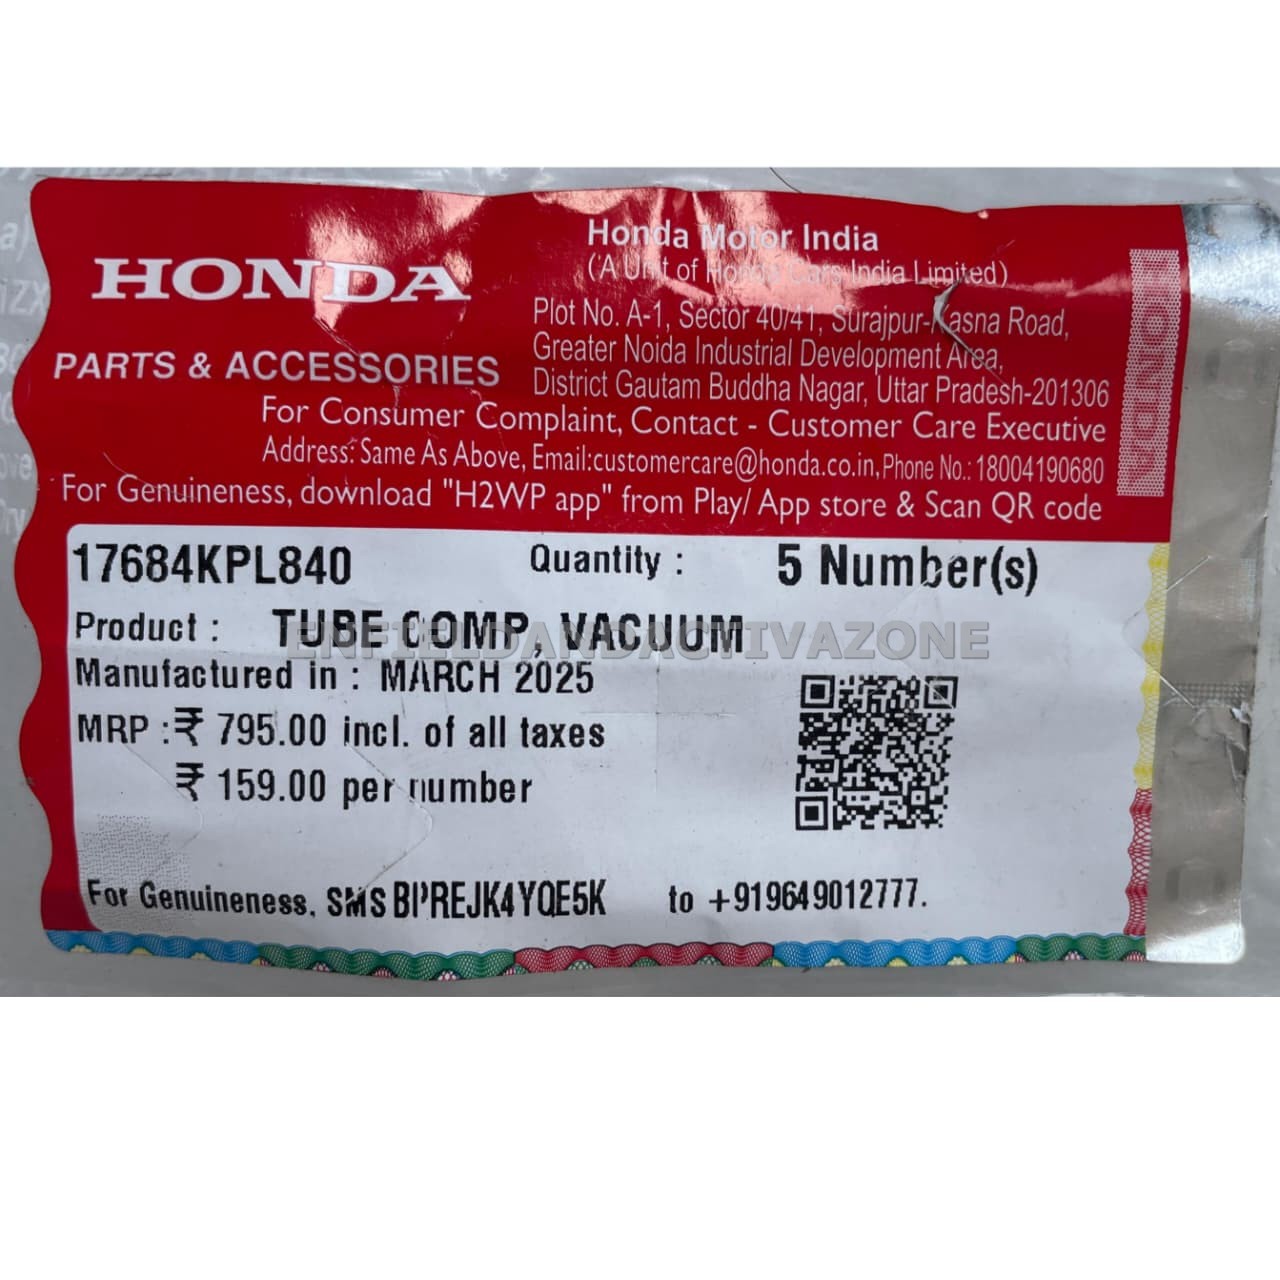 HONDA
PARTS & ACCESSORIES
Honda Motor India
(A Unit of Honda Cars India Limited)
Plot No. A-1, Sector 40/41, Surajpur-Kasna Road,
Greater Noida Industrial Development Area,
District Gautam Buddha Nagar, Uttar Pradesh-201306
For Consumer Complaint, Contact - Customer Care Executive
Address: Same As Above, Email:customercare@honda.co.in, Phone No.: 18004190680
For Genuineness, download "H2WP app" from Play/ App store & Scan QR code
HONDA
17684KPL840 Quantity : 5 Number(s)
Product : TUBE COMP, VACUUM
ENFIELDANDACTIVAZONE
Manufactured in : MARCH 2025
MRP : ₹ 795.00 incl. of all taxes
₹ 159.00 per number
For Genuineness, SMS BPREJK4YQE5K to +919649012777.